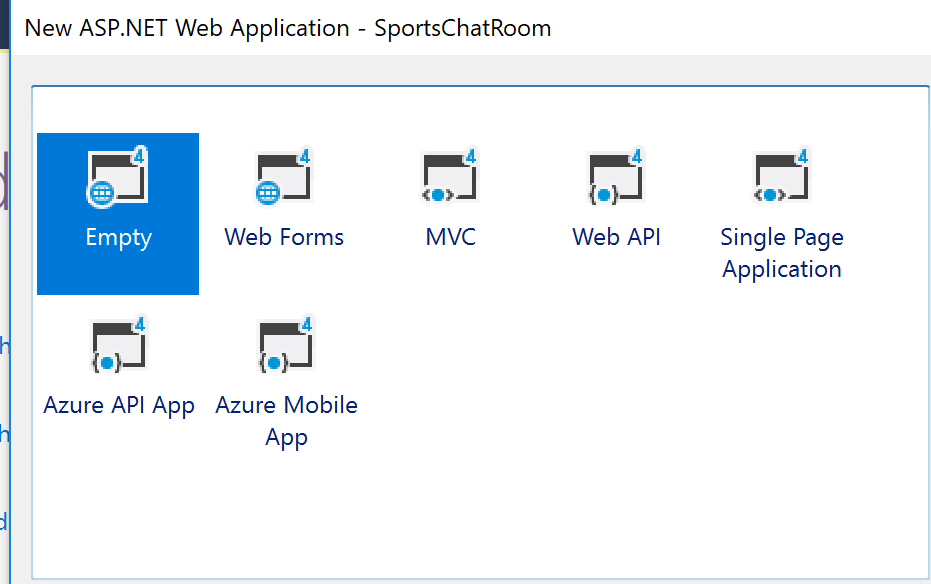 New ASP.NET Web Application - SportsChatRoom
4
4
4
4
4
Empty
Web Forms
MVC
Web API
Single Page
Application
4
4
Azure API App
Azure Mobile
App
h
h
d